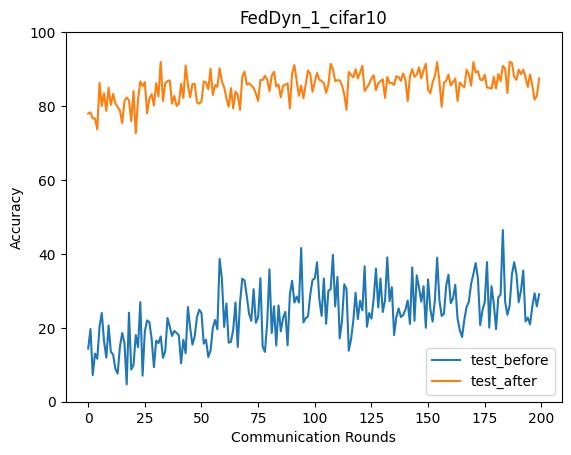 FedDyn_1_cifar10
100
80
60
40
20
0
Accuracy
0 25 50 75 100 125 150 175 200
Communication Rounds
test_before
test_after